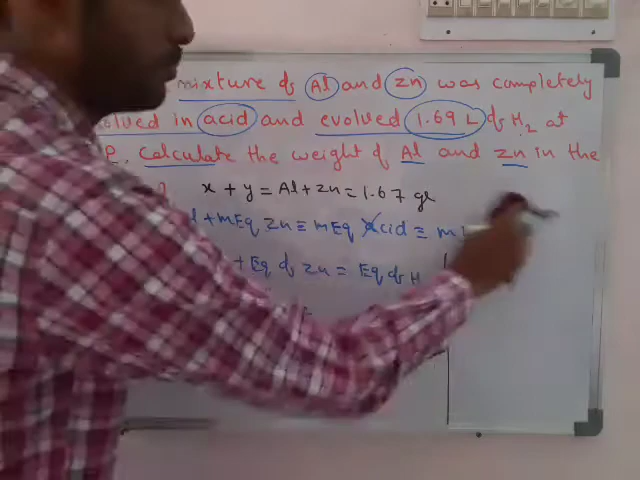 mixture of Al and Zn was completely
solved in acid and evolved 1.69 L of H2 at
P. Calculate the weight of Al and Zn in the
x + y = Al + Zn = 1.67 gr
l + mEq Zn ≡ mEq Acid ≡ m
+ Eq of Zn = Eq of H